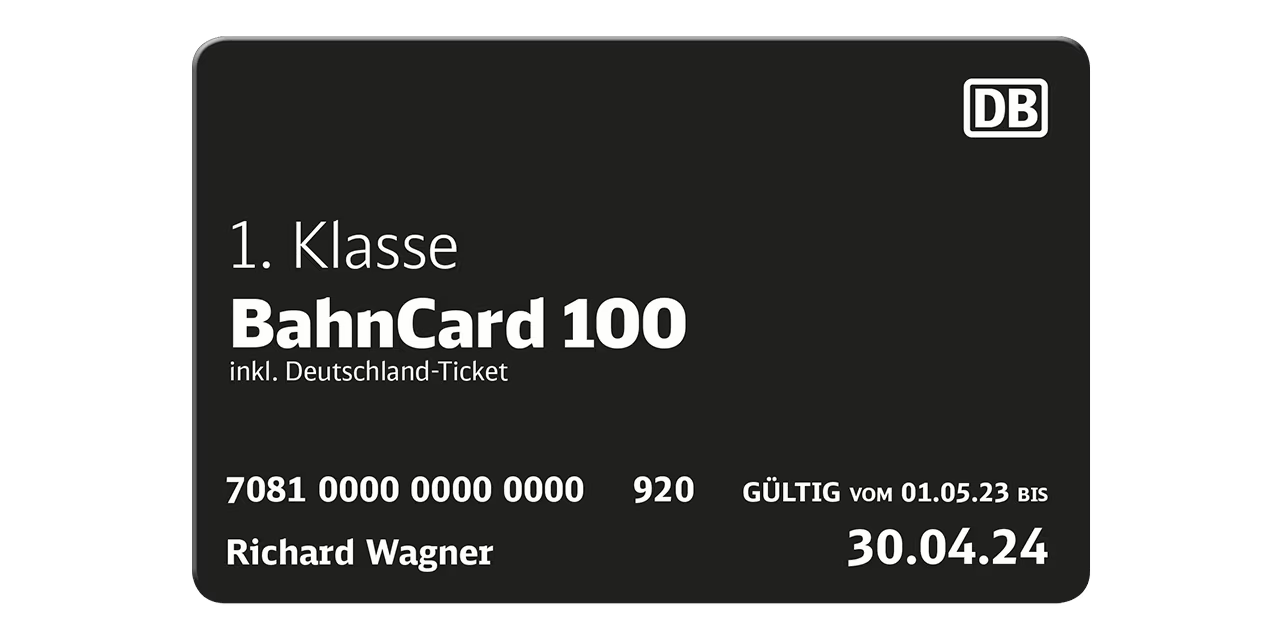 DB
1. Klasse
BahnCard 100
inkl. Deutschland-Ticket
7081 0000 0000 0000 920 GÜLTIG VOM 01.05.23 BIS
Richard Wagner 30.04.24